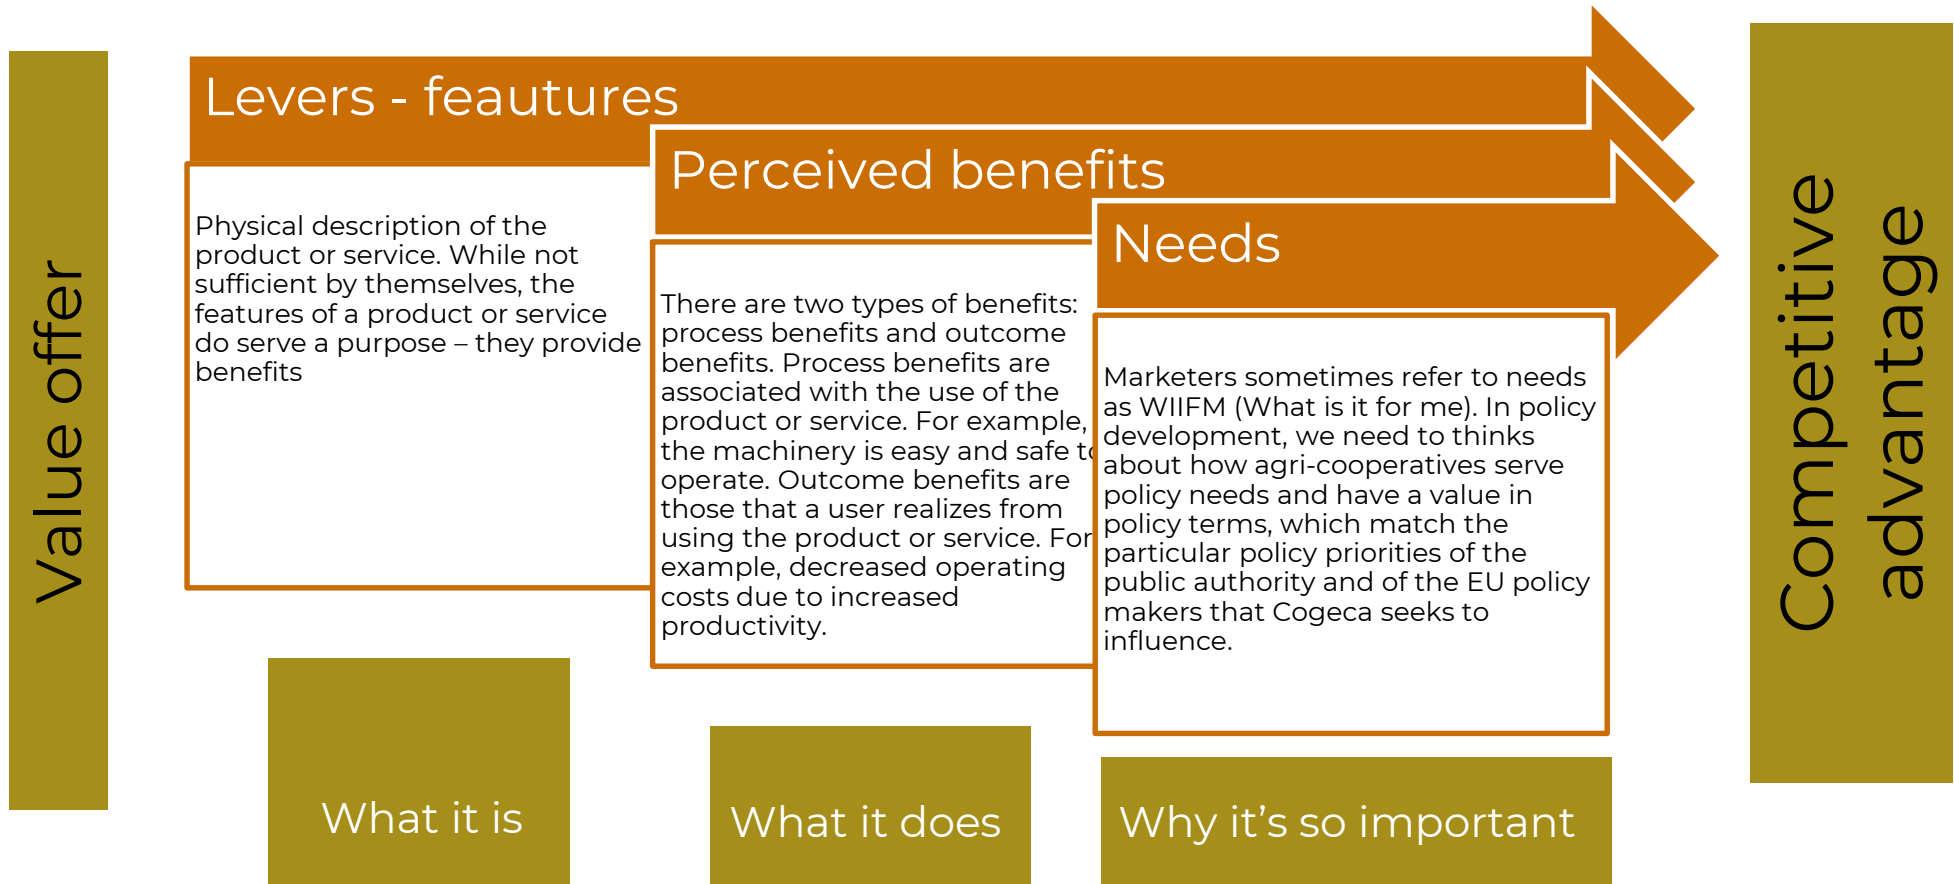 Value offer
Levers - feautures
Physical description of the
product or service. While not
sufficient by themselves, the
features of a product or service
do serve a purpose – they provide
benefits
What it is
Perceived benefits
There are two types of benefits:
process benefits and outcome
benefits. Process benefits are
associated with the use of the
product or service. For example,
the machinery is easy and safe to
operate. Outcome benefits are
those that a user realizes from
using the product or service. For
example, decreased operating
costs due to increased
productivity.
What it does
Needs
Marketers sometimes refer to needs
as WIIFM (What is it for me). In policy
development, we need to thinks
about how agri-cooperatives serve
policy needs and have a value in
policy terms, which match the
particular policy priorities of the
public authority and of the EU policy
makers that Cogeca seeks to
influence.
Why it’s so important
Competitive
advantage